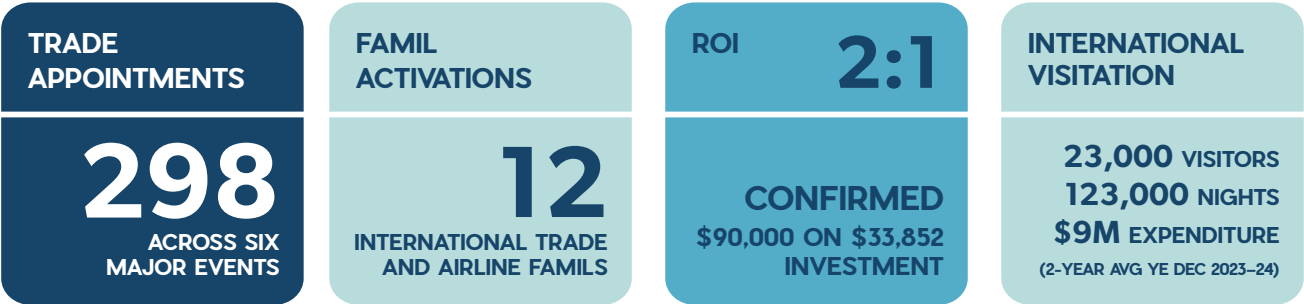 TRADE
APPOINTMENTS
298
ACROSS SIX
MAJOR EVENTS
FAMIL
ACTIVATIONS
12
INTERNATIONAL TRADE
AND AIRLINE FAMILS
ROI
2:1
CONFIRMED
$90,000 ON $33,852
INVESTMENT
INTERNATIONAL
VISITATION
23,000 VISITORS
123,000 NIGHTS
$9M EXPENDITURE
(2-YEAR AVG YE DEC 2023–24)